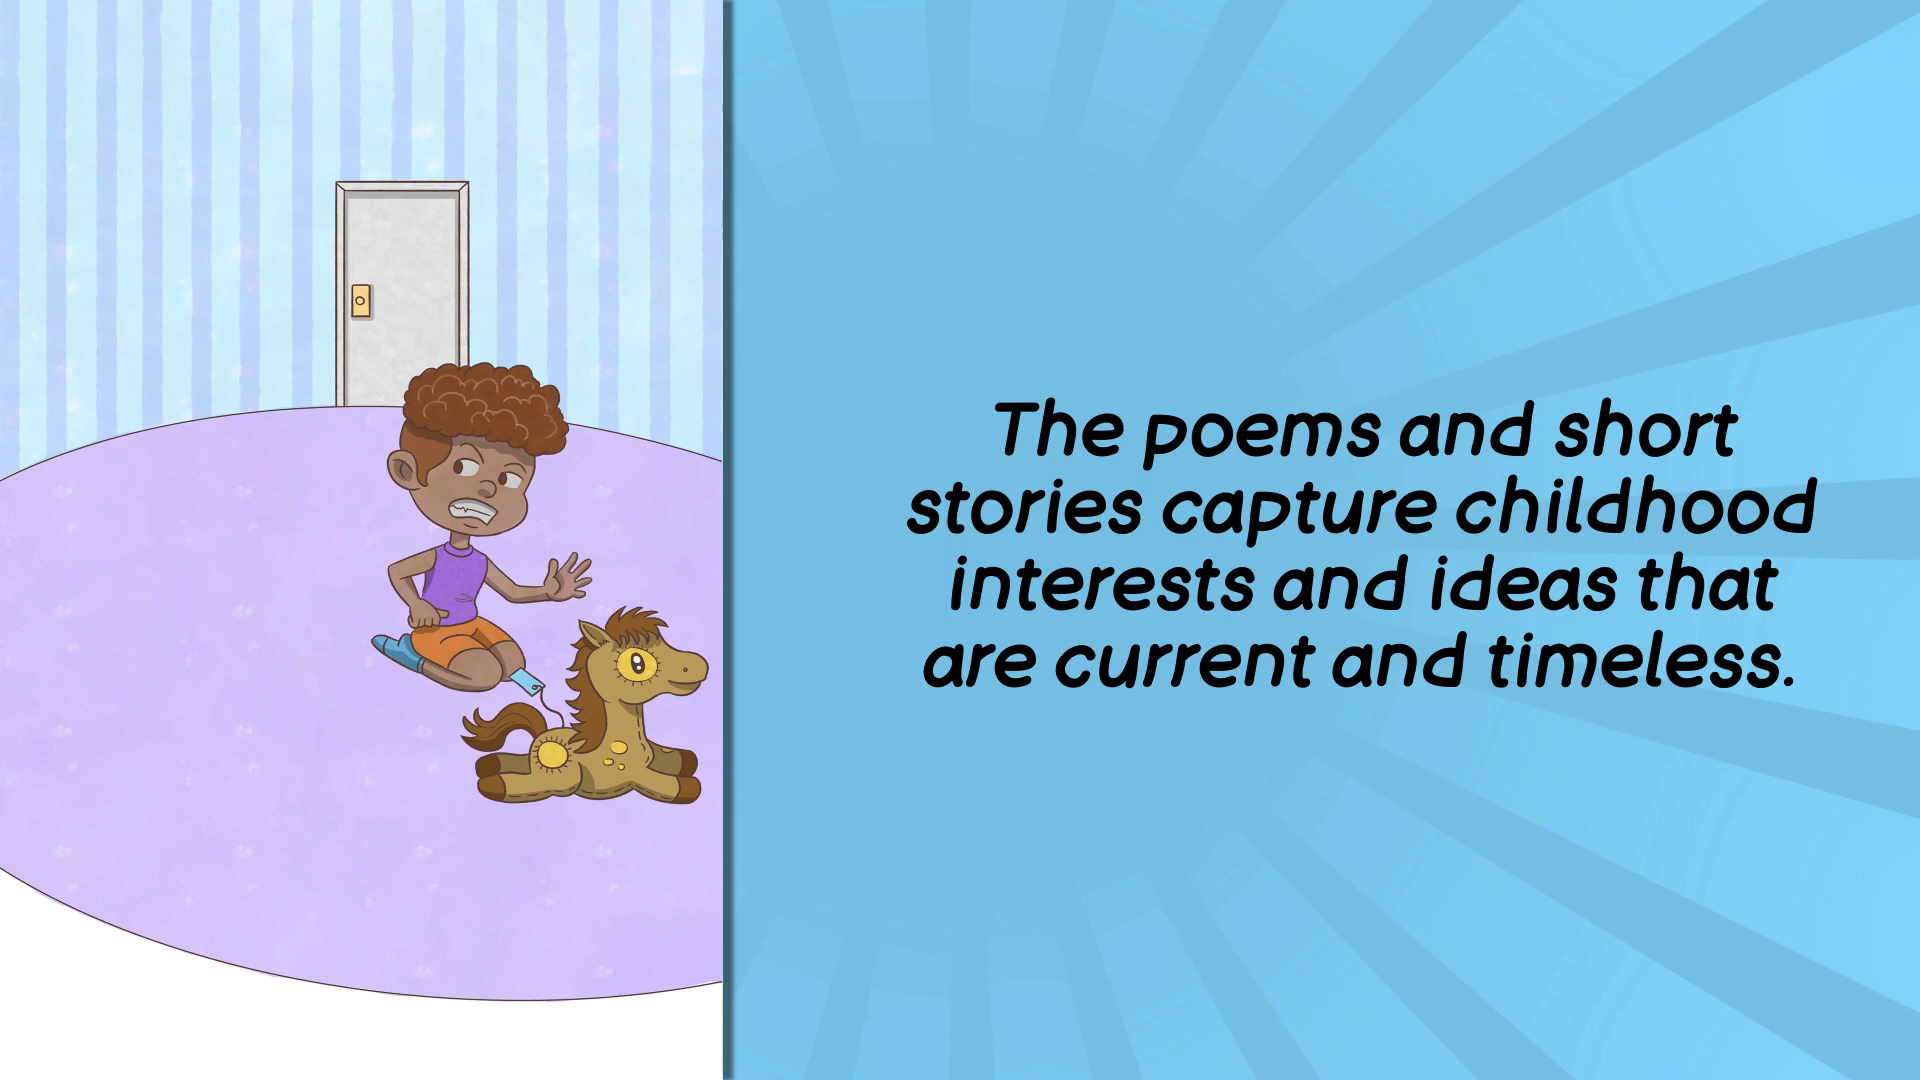 The poems and short
stories capture childhood
interests and ideas that
are current and timeless.